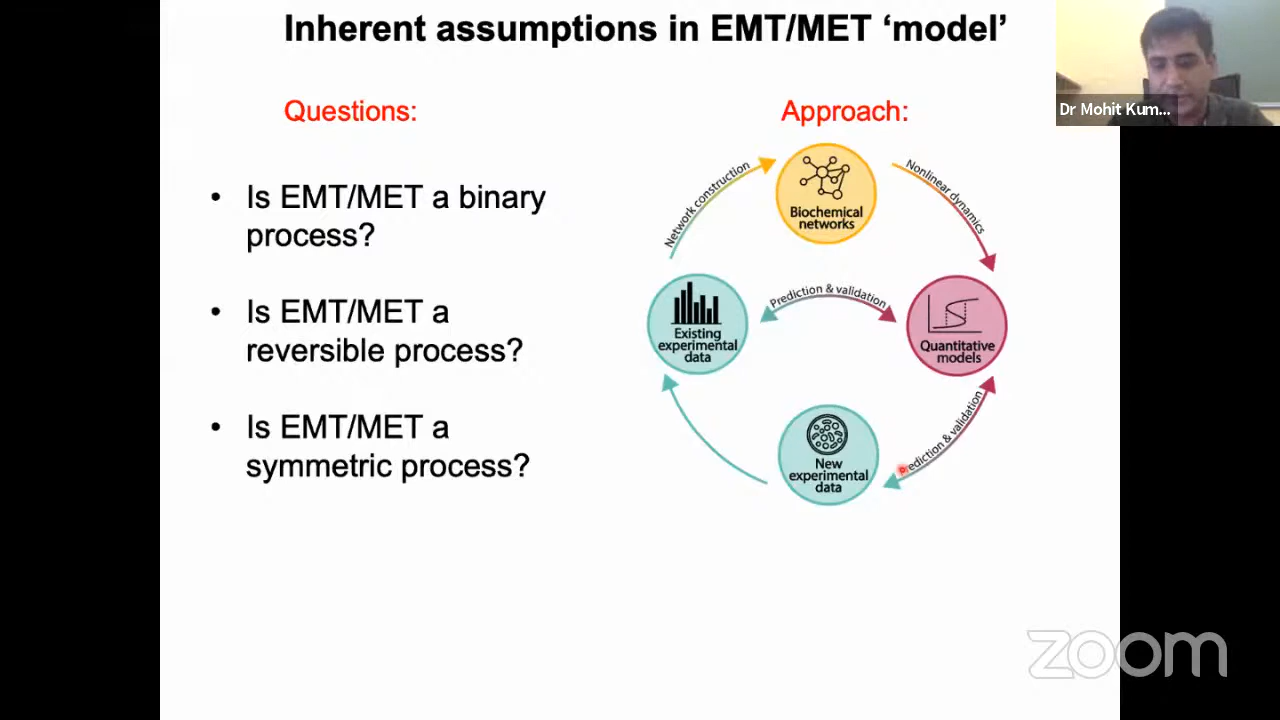 Inherent assumptions in EMT/MET ‘model’
Dr Mohit Kum...
Questions:
• Is EMT/MET a binary
process?
• Is EMT/MET a
reversible process?
• Is EMT/MET a
symmetric process?
Approach:
Network construction
Biochemical
networks
Nonlinear dynamics
Prediction & validation
Existing
experimental
data
Quantitative
models
New
experimental
data
ediction & validation
zoom